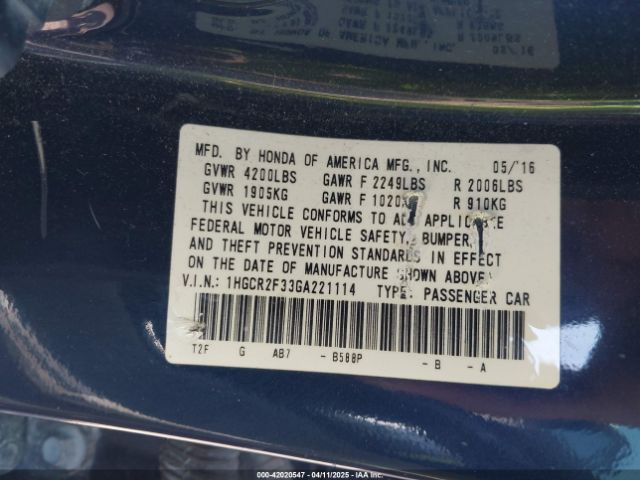 MFD. BY HONDA OF AMERICA MFG., INC. 05/'16
GVWR 4200LBS GAWR F 2249LBS R 2006LBS
GVWR 1905KG GAWR F 1020KG R 910KG
THIS VEHICLE CONFORMS TO ALL APPLICABLE
FEDERAL MOTOR VEHICLE SAFETY, BUMPER,
AND THEFT PREVENTION STANDARDS IN EFFECT
ON THE DATE OF MANUFACTURE SHOWN ABOVE.
V.I.N.: 1HGCR2F33GA221114 TYPE: PASSENGER CAR
T2F G AB7 - B588P - B - A
000-42020547 - 04/11/2025 - IAA Inc.